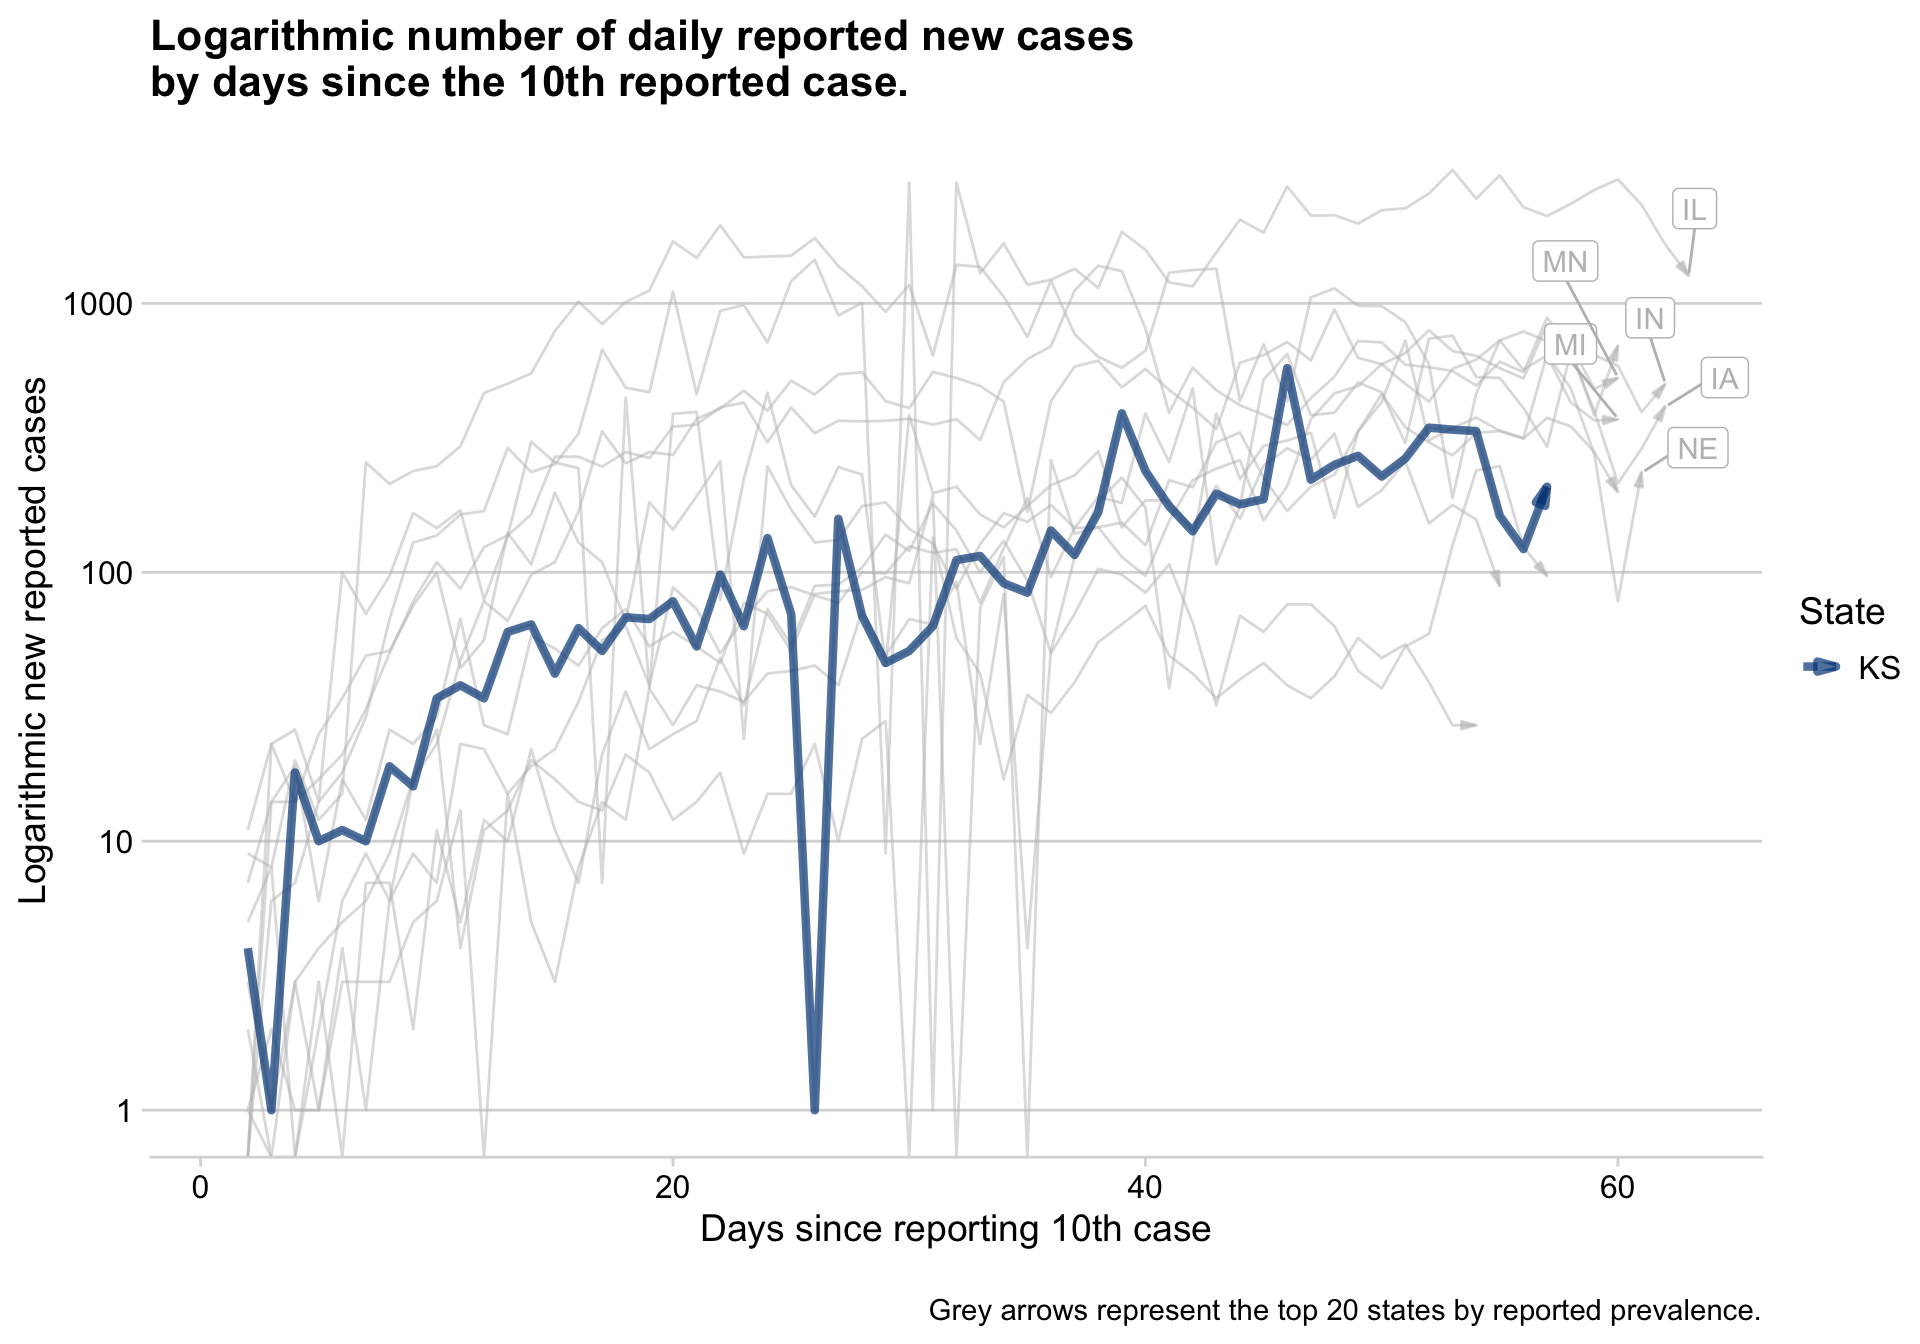 Logarithmic number of daily reported new cases
by days since the 10th reported case.
Logarithmic new reported cases
1000
100
10
1
IL
MN
IN
MI
IA
NE
State
KS
0 20 40 60
Days since reporting 10th case
Grey arrows represent the top 20 states by reported prevalence.